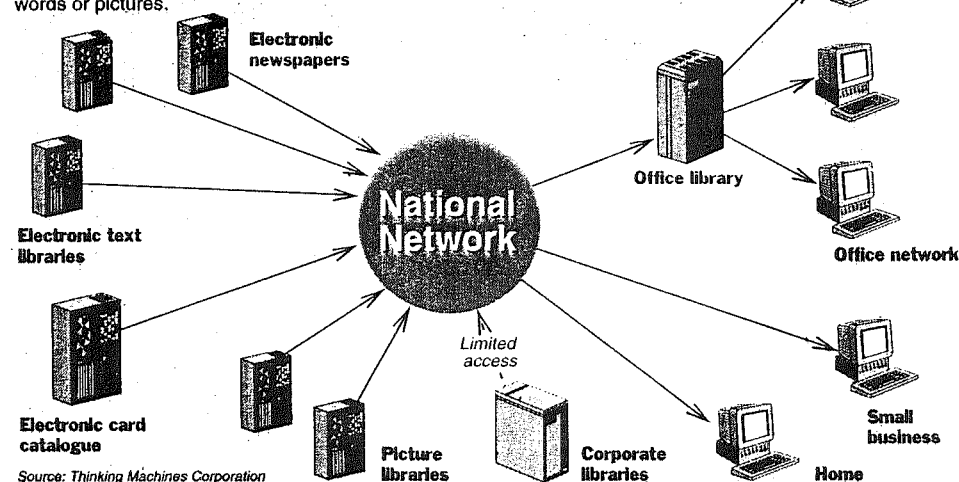 words or pictures.
Electronic
newspapers
Electronic text
libraries
Electronic card
catalogue
National
Network
Limited
access
Picture
libraries
Corporate
libraries
Office library
Office network
Small
business
Home
Source: Thinking Machines Corporation